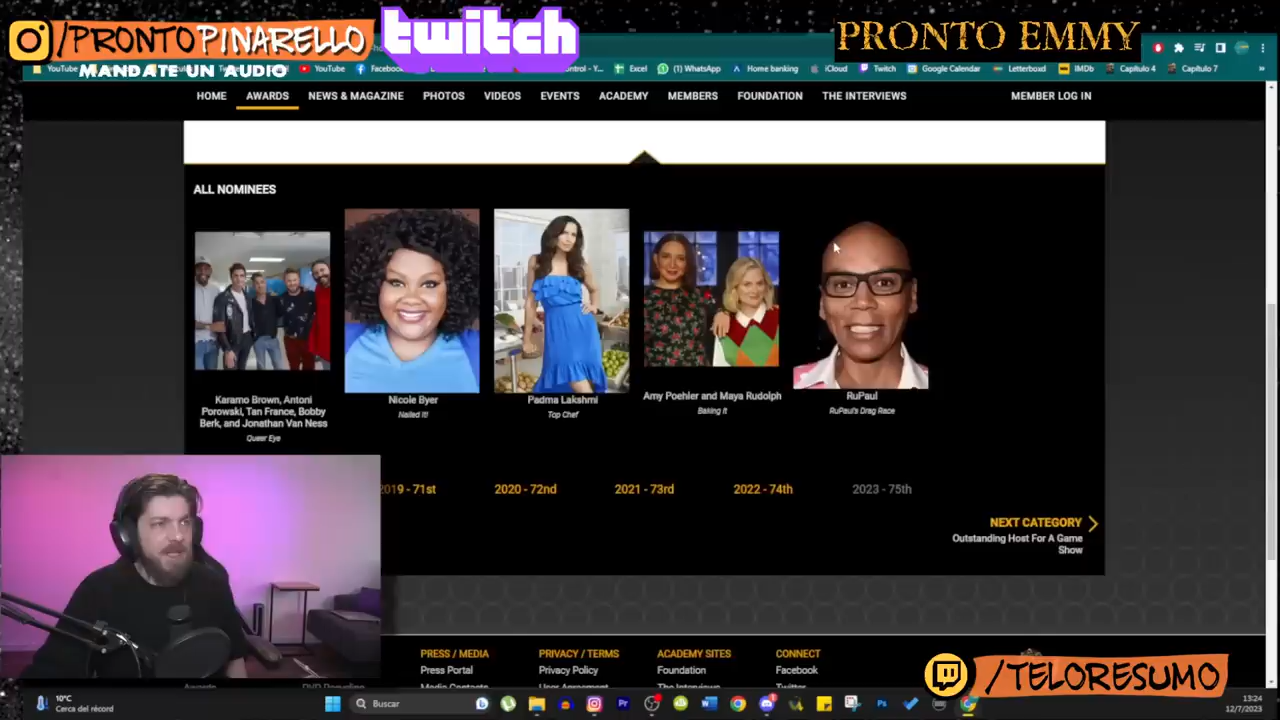 /PRONTOPINARELLO
MANDATE UN AUDIO
twitch
PRONTO EMMY
YouTube
YouTube
Facebook
Excel
(1) WhatsApp
Home banking
iCloud
Twitch
Google Calendar
Letterboxd
IMDb
Capítulo 4
Capítulo 7
HOME
AWARDS
NEWS & MAGAZINE
PHOTOS
VIDEOS
EVENTS
ACADEMY
MEMBERS
FOUNDATION
THE INTERVIEWS
MEMBER LOG IN
ALL NOMINEES
Karamo Brown, Antoni
Porowski, Tan France, Bobby
Berk, and Jonathan Van Ness
Queer Eye
Nicole Byer
Nailed It!
Padma Lakshmi
Top Chef
Amy Poehler and Maya Rudolph
Baking It
RuPaul
RuPaul's Drag Race
2019 - 71st
2020 - 72nd
2021 - 73rd
2022 - 74th
2023 - 75th
NEXT CATEGORY
Outstanding Host For A Game
Show
PRESS / MEDIA
Press Portal
PRIVACY / TERMS
Privacy Policy
ACADEMY SITES
Foundation
CONNECT
Facebook
/TELORESUMO
10°C
Cerca del récord
Buscar
13:24
12/7/2023